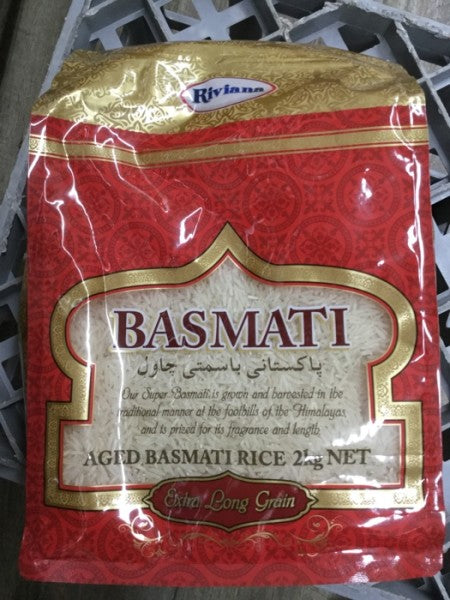 Riviana
BASMATI
پاکستانی باسمتی چاول
Our Super Basmati is grown and harvested in the
traditional manner at the foothills of the Himalayas
and is prized for its fragrance and length
AGED BASMATI RICE 2kg NET
Extra Long Grain